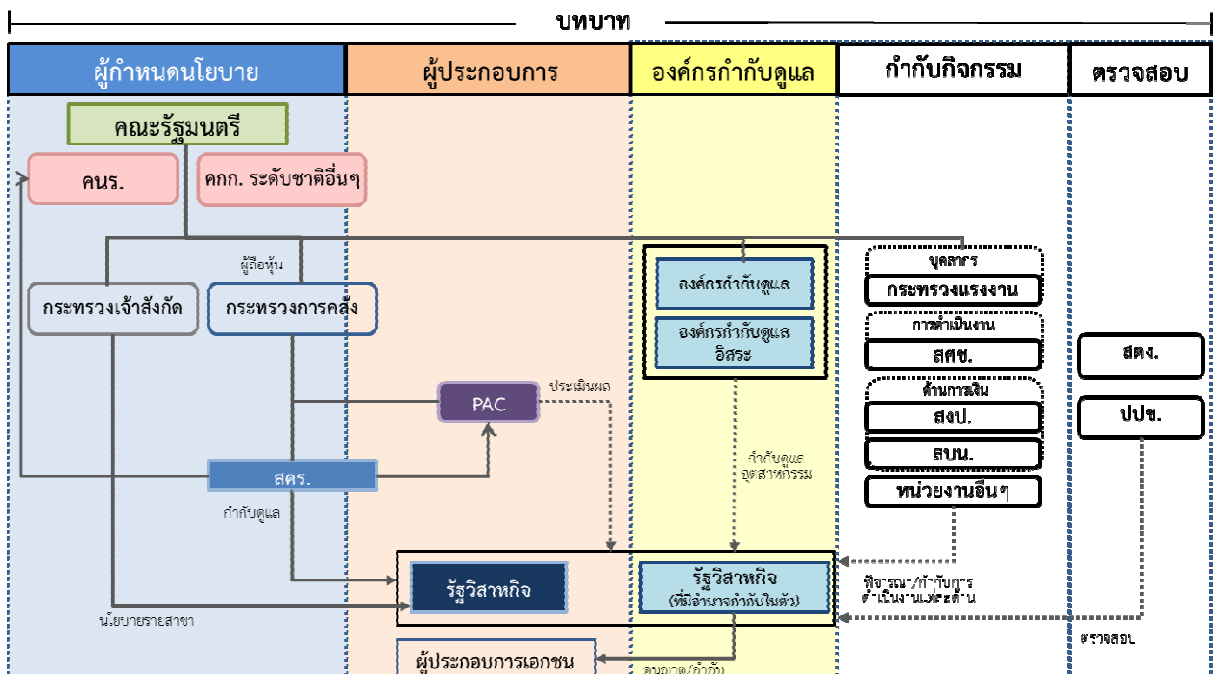 บทบาท
ผู้กำหนดนโยบาย
ผู้ประกอบการ
องค์กรกำกับดูแล
กำกับกิจกรรม
ตรวจสอบ
คณะรัฐมนตรี
คนร.
คกก. ระดับชาติอื่นๆ
ผู้ถือหุ้น
กระทรวงเจ้าสังกัด
กระทรวงการคลัง
องค์กรกำกับดูแล
องค์กรกำกับดูแล
อิสระ
บุคลากร
กระทรวงแรงงาน
การดำเนินงาน
สศช.
ด้านการเงิน
สงป.
สบน.
หน่วยงานอื่นๆ
สตง.
ปปช.
PAC
ประเมินผล
สคร.
กำกับดูแล
กำกับดูแล
อุตสาหกรรม
รัฐวิสาหกิจ
รัฐวิสาหกิจ
(ที่มีอำนาจกำกับในตัว)
พิจารณา/กำกับการ
ดำเนินงานแต่ละด้าน
นโยบายรายสาขา
ตรวจสอบ
ผู้ประกอบการเอกชน
อนุญาต/กำกับ